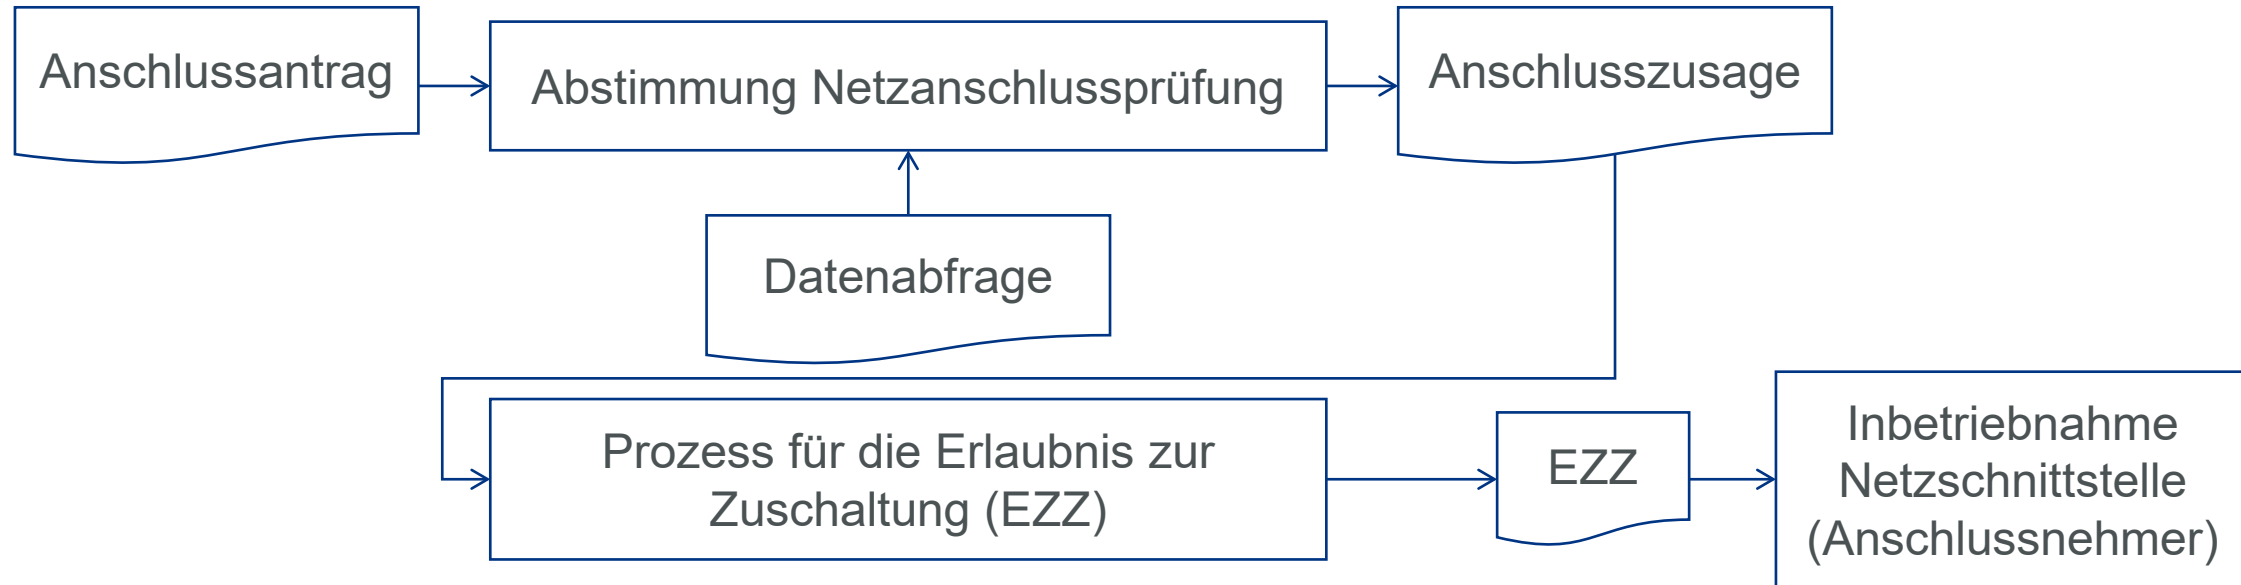 Anschlussantrag
Abstimmung Netzanschlussprüfung
Anschlusszusage
Datenabfrage
Prozess für die Erlaubnis zur
Zuschaltung (EZZ)
EZZ
Inbetriebnahme
Netzschnittstelle
(Anschlussnehmer)